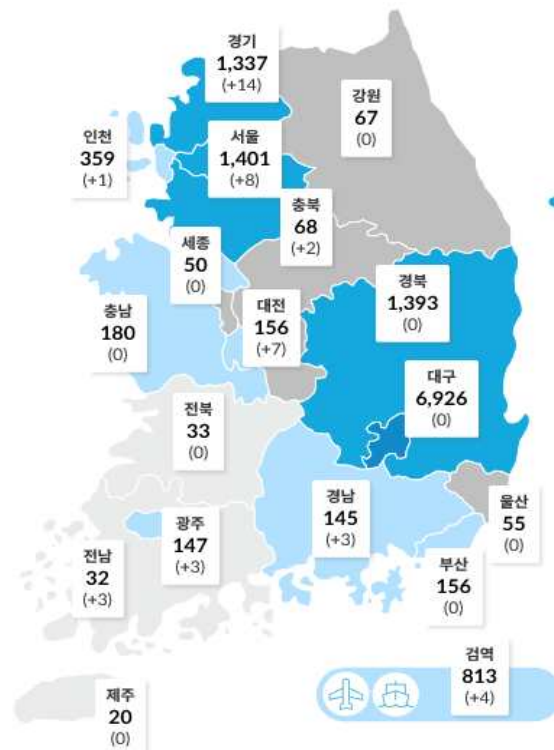 경기
1,337
(+14)
강원
67
(0)
인천
359
(+1)
서울
1,401
(+8)
충북
68
(+2)
세종
50
(0)
경북
1,393
(0)
대전
156
(+7)
충남
180
(0)
대구
6,926
(0)
전북
33
(0)
경남
145
(+3)
울산
55
(0)
광주
147
(+3)
전남
32
(+3)
부산
156
(0)
검역
813
(+4)
제주
20
(0)